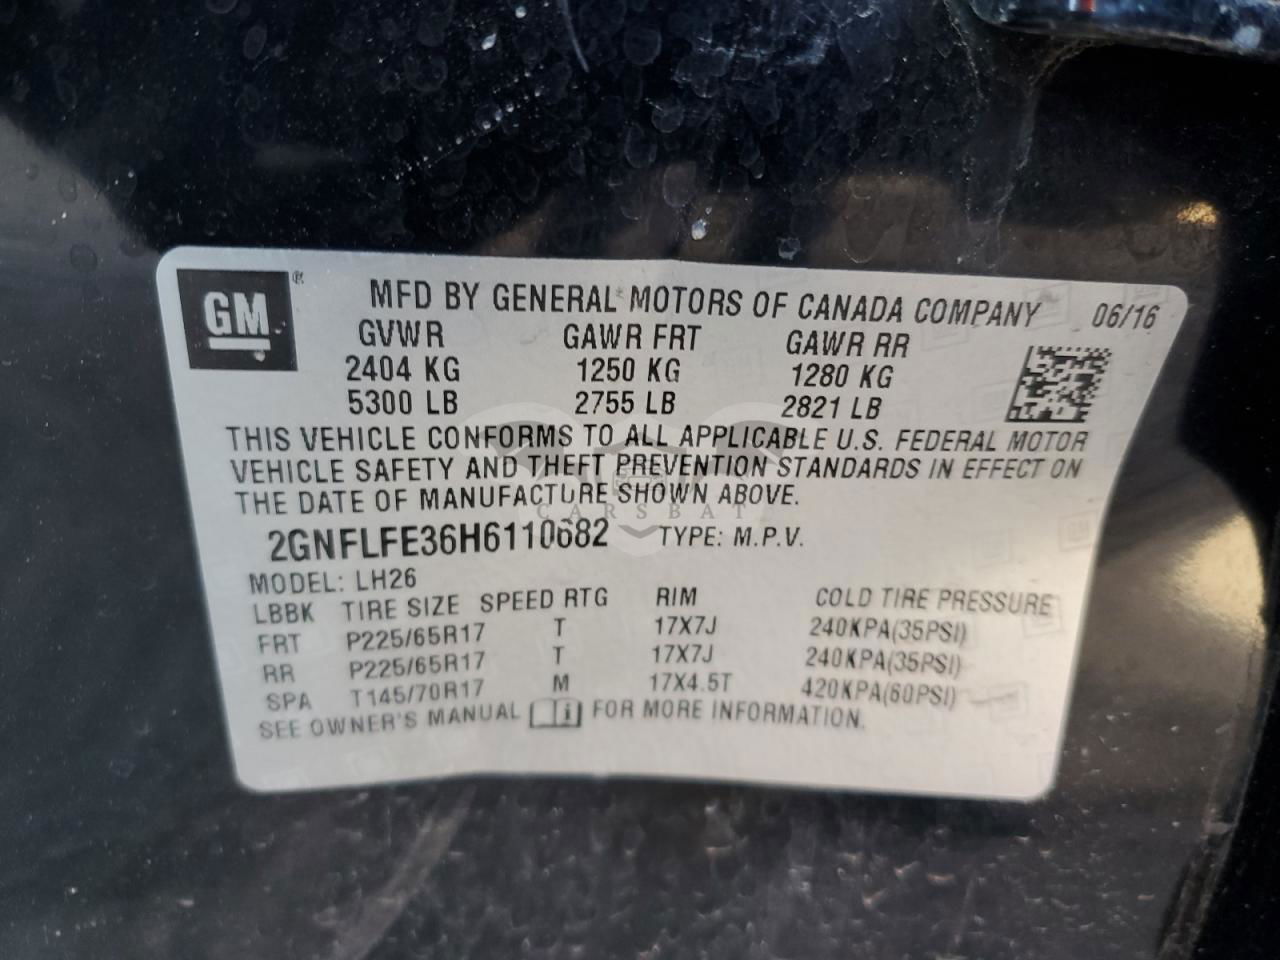 GM ®
MFD BY GENERAL MOTORS OF CANADA COMPANY 06/16
GVWR GAWR FRT GAWR RR
2404 KG 1250 KG 1280 KG
5300 LB 2755 LB 2821 LB
THIS VEHICLE CONFORMS TO ALL APPLICABLE U.S. FEDERAL MOTOR
VEHICLE SAFETY AND THEFT PREVENTION STANDARDS IN EFFECT ON
THE DATE OF MANUFACTURE SHOWN ABOVE.
CARSBAT
2GNFLFE36H6110682 TYPE: M.P.V.
MODEL: LH26
LBBK TIRE SIZE SPEED RTG RIM COLD TIRE PRESSURE
FRT P225/65R17 T 17X7J 240KPA(35PSI)
RR P225/65R17 T 17X7J 240KPA(35PSI)
SPA T145/70R17 M 17X4.5T 420KPA(60PSI)
SEE OWNER'S MANUAL i FOR MORE INFORMATION.